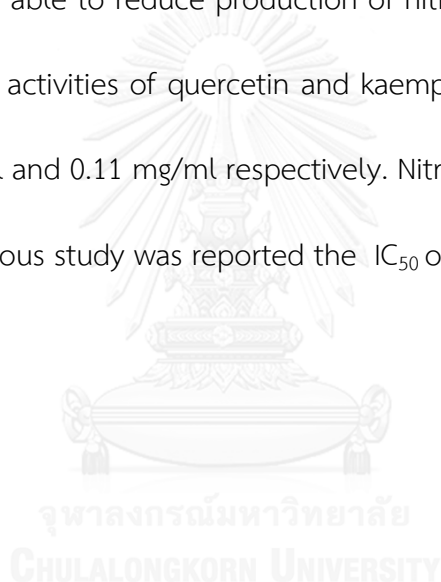 able to reduce production of nitr
activities of quercetin and kaemp
and 0.11 mg/ml respectively. Nitr
ous study was reported the IC₅₀ o
จุฬาลงกรณ์มหาวิทยาลัย
CHULALONGKORN UNIVERSITY